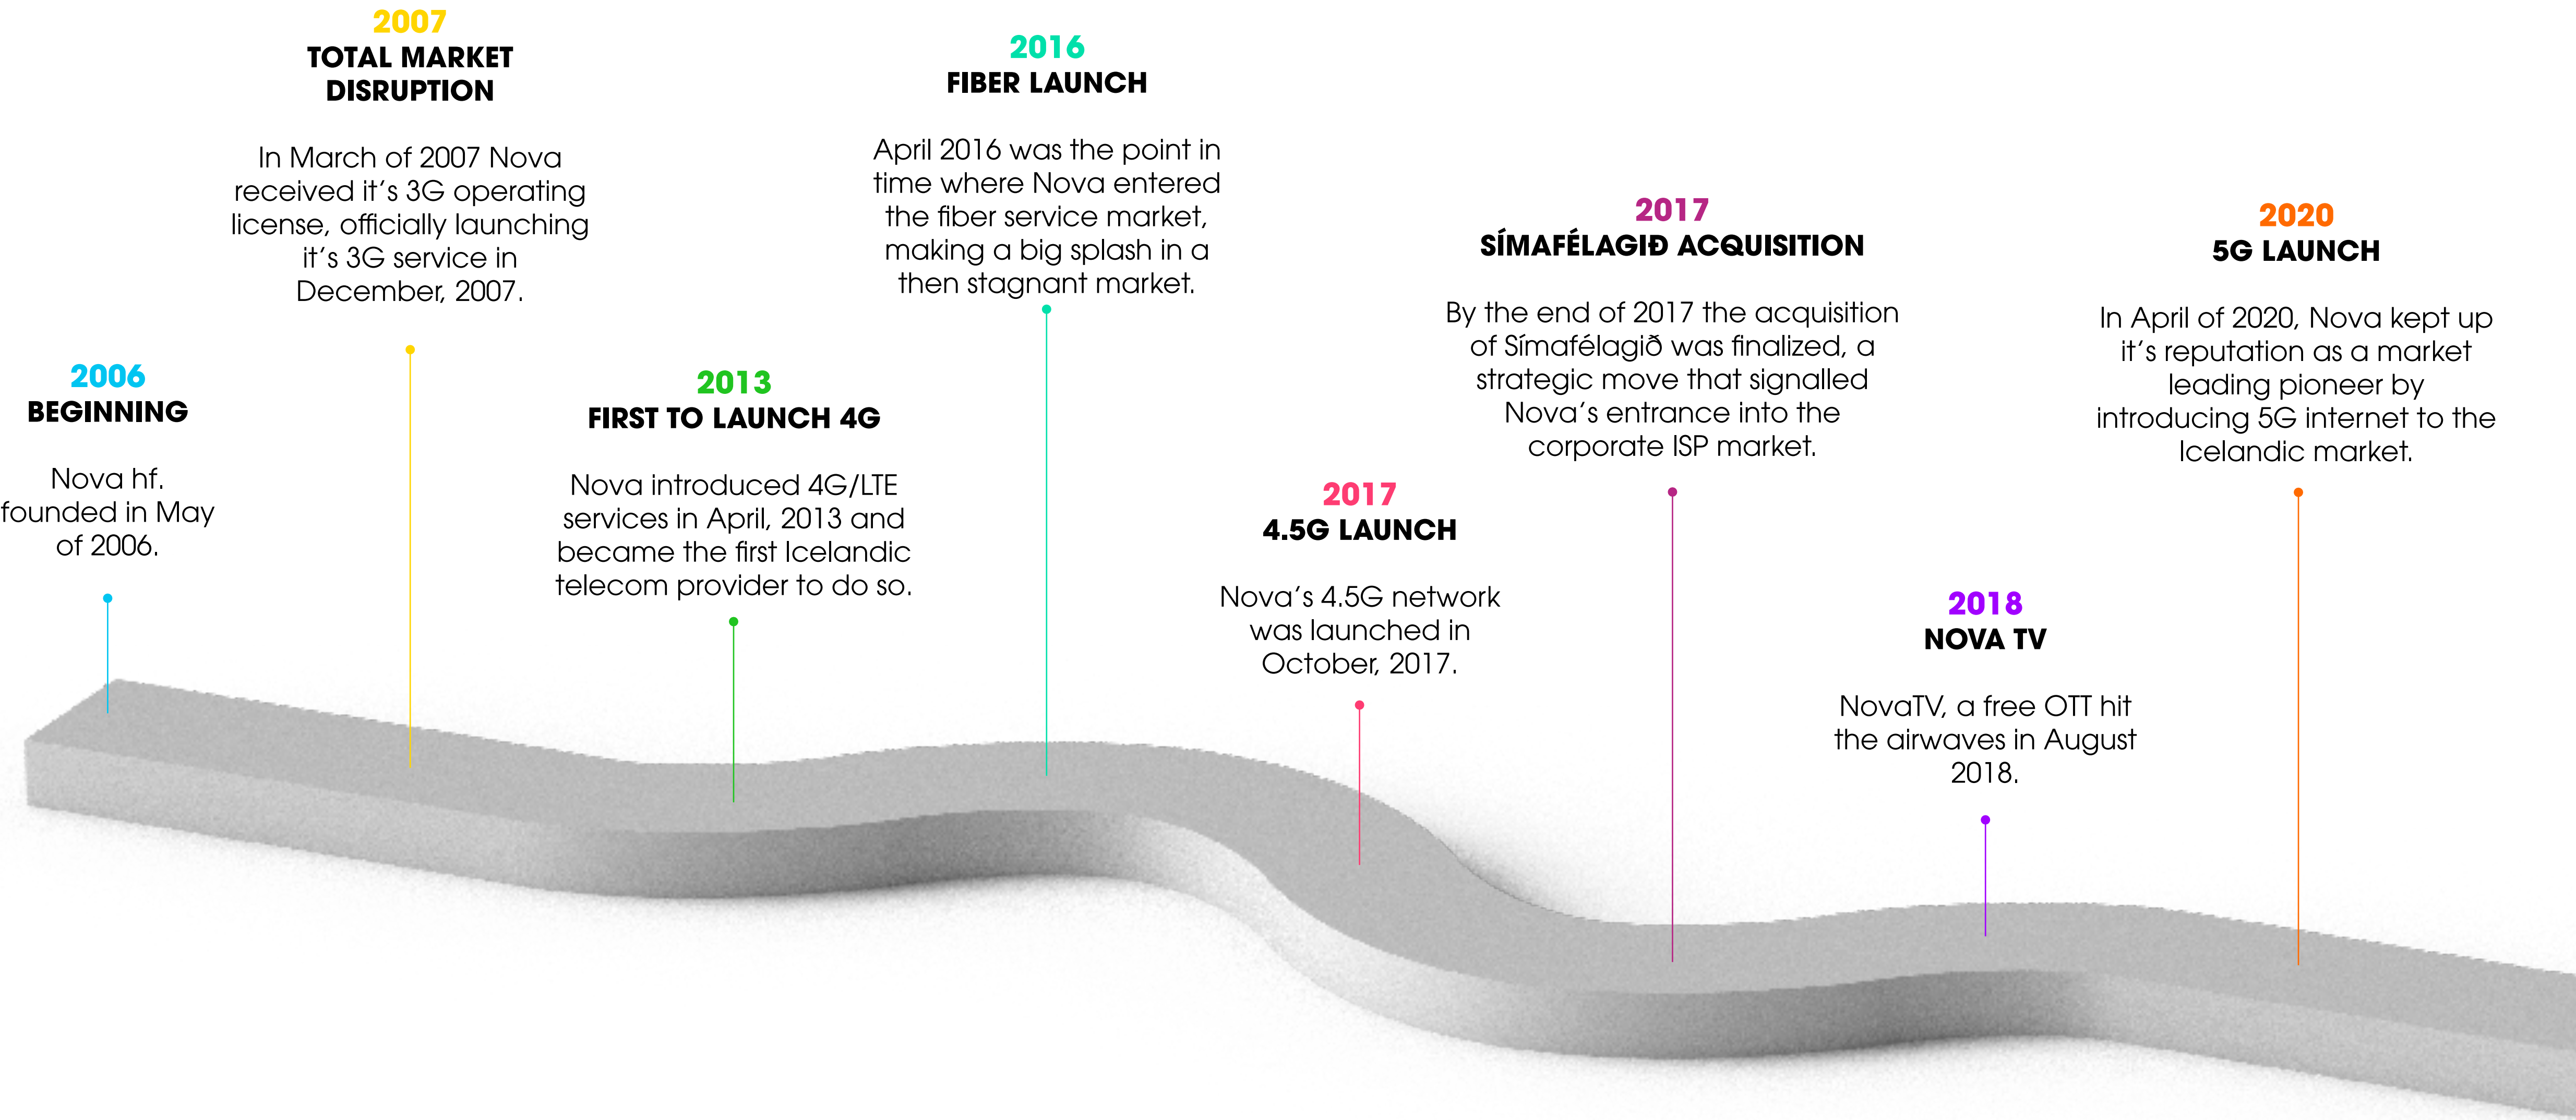 2006
BEGINNING
Nova hf.
founded in May
of 2006.
2007
TOTAL MARKET
DISRUPTION
In March of 2007 Nova
received it's 3G operating
license, officially launching
it's 3G service in
December, 2007.
2013
FIRST TO LAUNCH 4G
Nova introduced 4G/LTE
services in April, 2013 and
became the first Icelandic
telecom provider to do so.
2016
FIBER LAUNCH
April 2016 was the point in
time where Nova entered
the fiber service market,
making a big splash in a
then stagnant market.
2017
4.5G LAUNCH
Nova's 4.5G network
was launched in
October, 2017.
2017
SÍMAFÉLAGIÐ ACQUISITION
By the end of 2017 the acquisition
of Símafélagið was finalized, a
strategic move that signalled
Nova's entrance into the
corporate ISP market.
2018
NOVA TV
NovaTV, a free OTT hit
the airwaves in August
2018.
2020
5G LAUNCH
In April of 2020, Nova kept up
it's reputation as a market
leading pioneer by
introducing 5G internet to the
Icelandic market.